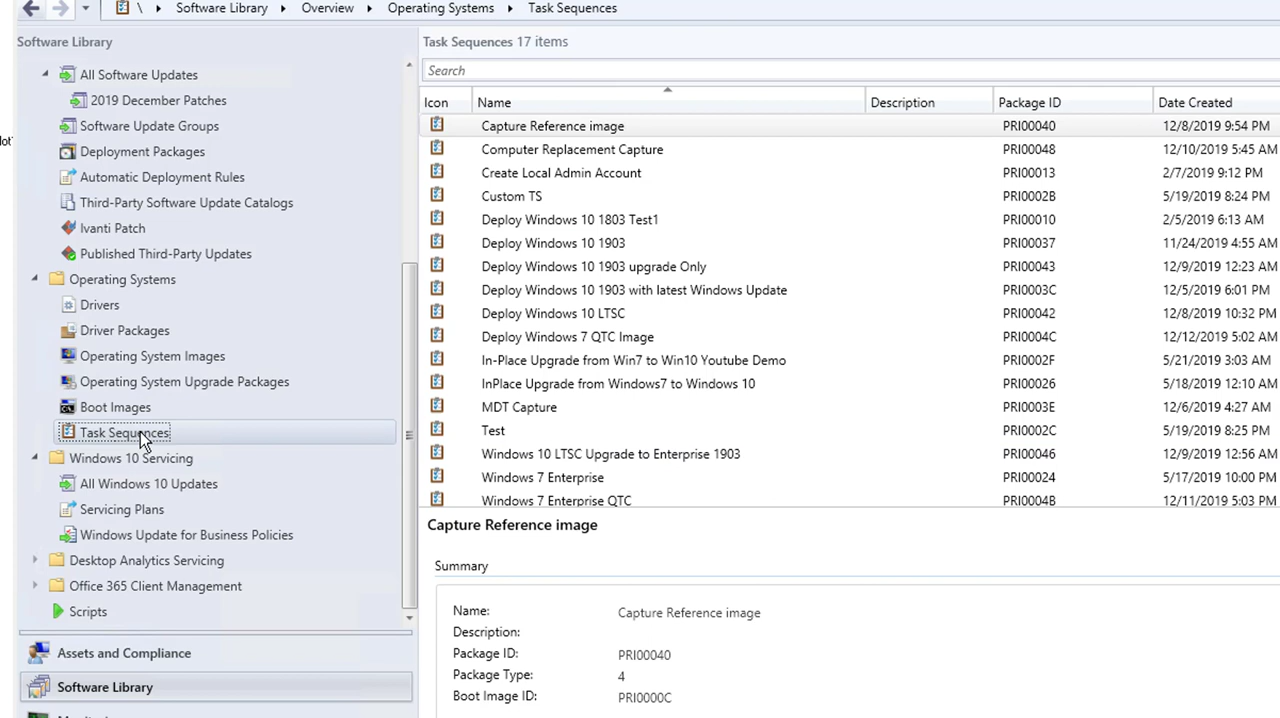 \ Software Library Overview Operating Systems Task Sequences
Software Library
All Software Updates
2019 December Patches
Software Update Groups
Deployment Packages
Automatic Deployment Rules
Third-Party Software Update Catalogs
Ivanti Patch
Published Third-Party Updates
Operating Systems
Drivers
Driver Packages
Operating System Images
Operating System Upgrade Packages
Boot Images
Task Sequences
Windows 10 Servicing
All Windows 10 Updates
Servicing Plans
Windows Update for Business Policies
Desktop Analytics Servicing
Office 365 Client Management
Scripts
Assets and Compliance
Software Library
Task Sequences 17 items
Search
Icon Name Description Package ID Date Created
Capture Reference image PRI00040 12/8/2019 9:54 PM
Computer Replacement Capture PRI00048 12/10/2019 5:45 AM
Create Local Admin Account PRI00013 2/7/2019 9:12 PM
Custom TS PRI0002B 5/19/2019 8:24 PM
Deploy Windows 10 1803 Test1 PRI00010 2/5/2019 6:13 AM
Deploy Windows 10 1903 PRI00037 11/24/2019 4:55 AM
Deploy Windows 10 1903 upgrade Only PRI00043 12/9/2019 12:23 AM
Deploy Windows 10 1903 with latest Windows Update PRI0003C 12/5/2019 6:01 PM
Deploy Windows 10 LTSC PRI00042 12/8/2019 10:32 PM
Deploy Windows 7 QTC Image PRI0004C 12/12/2019 5:02 AM
In-Place Upgrade from Win7 to Win10 Youtube Demo PRI0002F 5/21/2019 3:03 AM
InPlace Upgrade from Windows7 to Windows 10 PRI00026 5/18/2019 12:10 AM
MDT Capture PRI0003E 12/6/2019 4:27 AM
Test PRI0002C 5/19/2019 8:25 PM
Windows 10 LTSC Upgrade to Enterprise 1903 PRI00046 12/9/2019 12:56 AM
Windows 7 Enterprise PRI00024 5/17/2019 10:00 PM
Windows 7 Enterprise QTC PRI0004B 12/11/2019 5:03 PM
Capture Reference image
Summary
Name: Capture Reference image
Description:
Package ID: PRI00040
Package Type: 4
Boot Image ID: PRI0000C